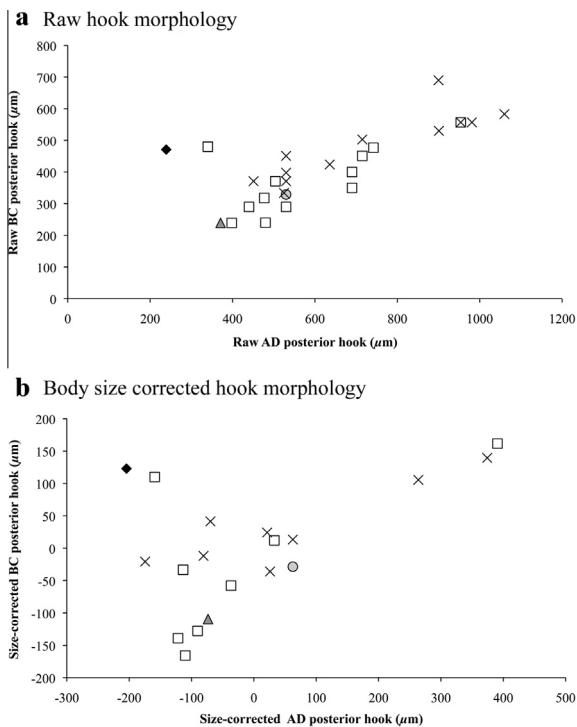 a Raw hook morphology
800
700
600
500
400
300
200
100
0
Raw BC posterior hook (µm)
0 200 400 600 800 1000 1200
Raw AD posterior hook (µm)
b Body size corrected hook morphology
200
150
100
50
0
-50
-100
-150
-200
Size-corrected BC posterior hook (µm)
-300 -200 -100 0 100 200 300 400 500
Size-corrected AD posterior hook (µm)